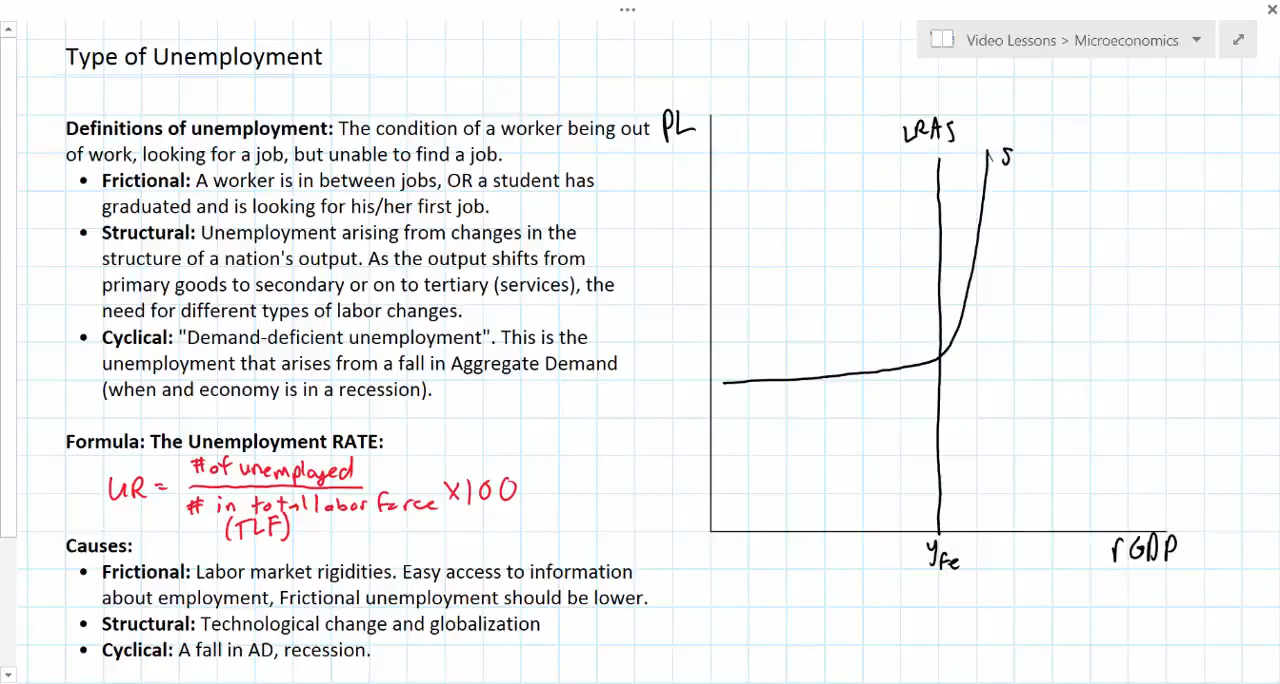 Video Lessons > Microeconomics
Type of Unemployment
Definitions of unemployment: The condition of a worker being out
of work, looking for a job, but unable to find a job.
• Frictional: A worker is in between jobs, OR a student has
graduated and is looking for his/her first job.
• Structural: Unemployment arising from changes in the
structure of a nation's output. As the output shifts from
primary goods to secondary or on to tertiary (services), the
need for different types of labor changes.
• Cyclical: "Demand-deficient unemployment". This is the
unemployment that arises from a fall in Aggregate Demand
(when and economy is in a recession).
Formula: The Unemployment RATE:
UR = # of unemployed
# in total labor force X100
(TLF)
Causes:
• Frictional: Labor market rigidities. Easy access to information
about employment, Frictional unemployment should be lower.
• Structural: Technological change and globalization
• Cyclical: A fall in AD, recession.
PL
LRAS
S
yfe
rGDP